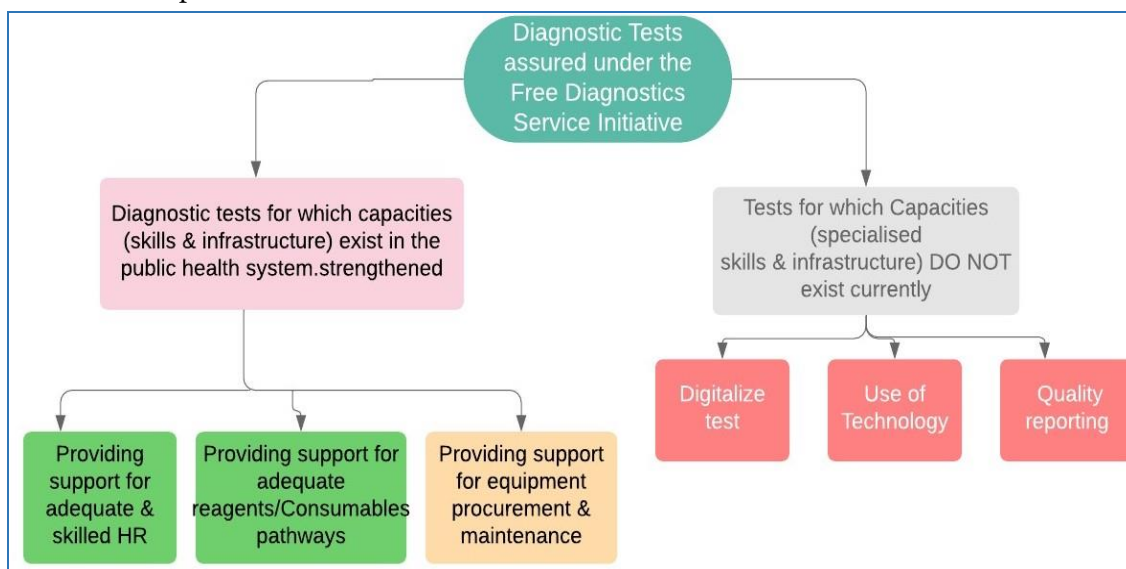 Diagnostic Tests
assured under the
Free Diagnostics
Service Initiative
Diagnostic tests for which capacities
(skills & infrastructure) exist in the
public health system.strengthened
Tests for which Capacities
(specialised
skills & infrastructure) DO NOT
exist currently
Digitalize
test
Use of
Technology
Quality
reporting
Providing
support for
adequate &
skilled HR
Providing support for
adequate
reagents/Consumables
pathways
Providing support
for equipment
procurement &
maintenance